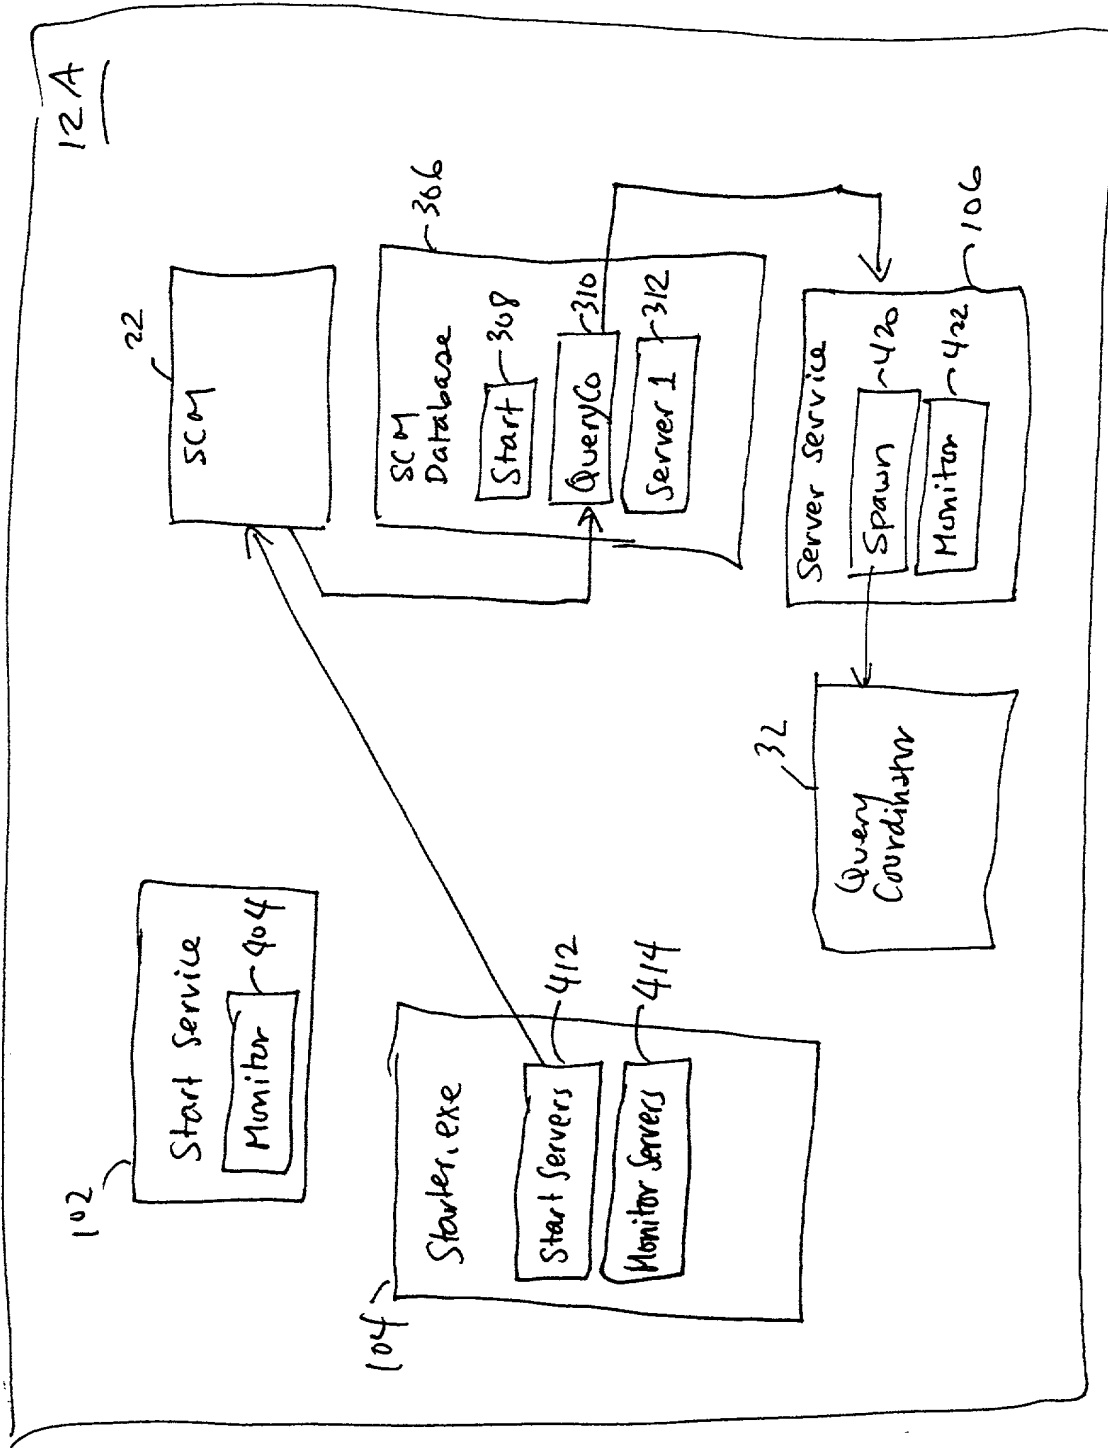 12A
102
Start Service
Monitor
404
22
SCM
104
Starter.exe
Start Servers
412
Monitor Servers
414
SCM
Database
306
Start
308
QueryCo
310
Server 1
312
32
Query
Coordinator
Server Service
106
Spawn
420
Monitor
422